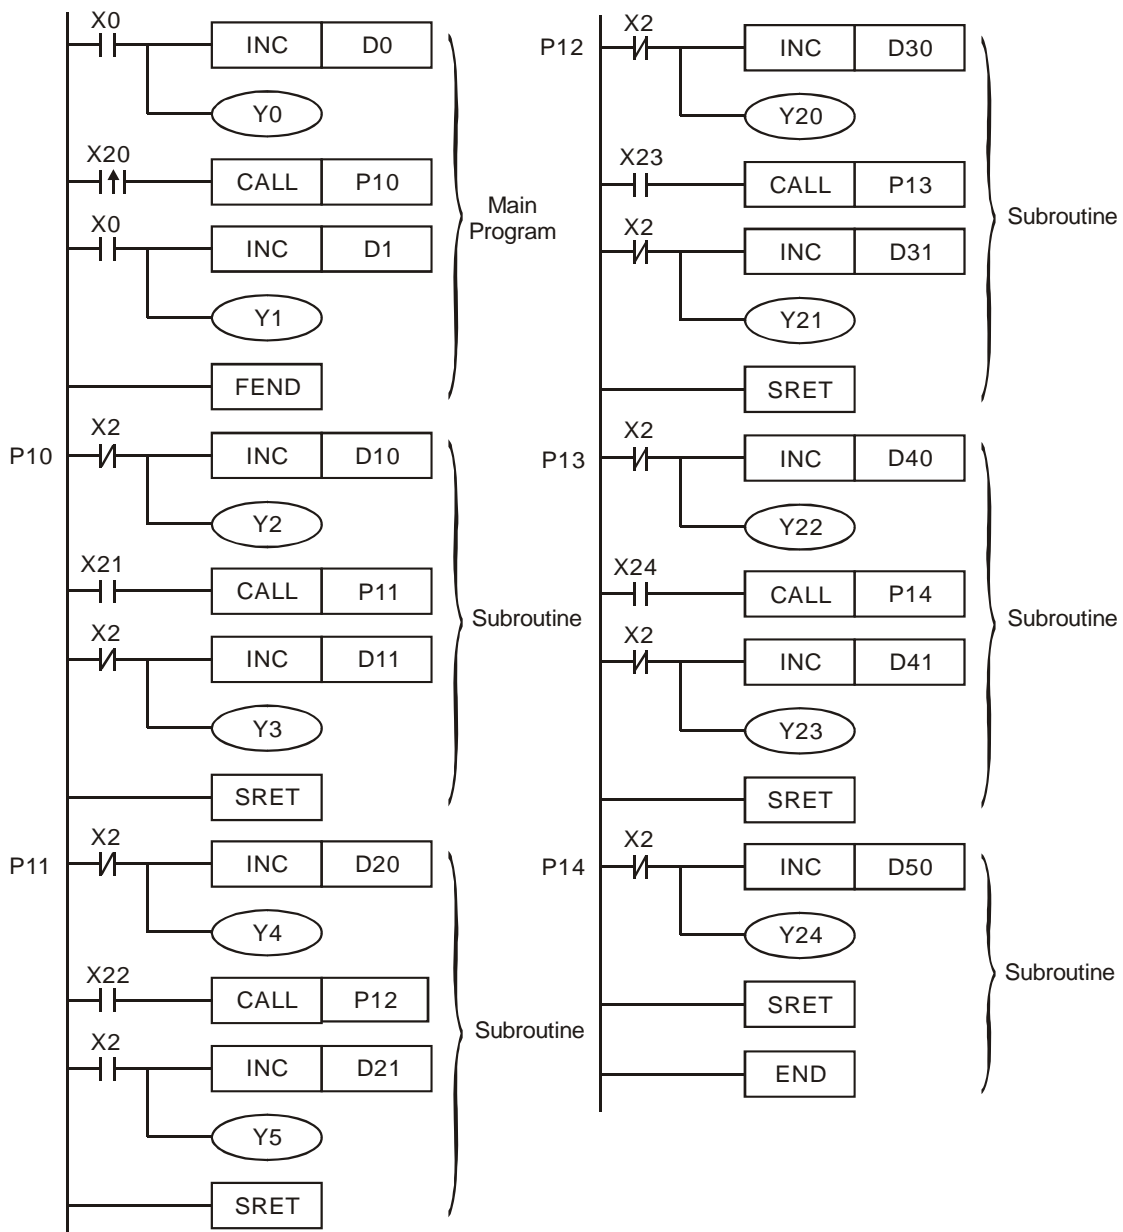 X0
INC D0
Y0
X20
CALL P10
X0
INC D1
Y1
FEND
Main
Program
P10
X2
INC D10
Y2
X21
CALL P11
X2
INC D11
Y3
SRET
Subroutine
P11
X2
INC D20
Y4
X22
CALL P12
X2
INC D21
Y5
SRET
Subroutine
P12
X2
INC D30
Y20
X23
CALL P13
X2
INC D31
Y21
SRET
Subroutine
P13
X2
INC D40
Y22
X24
CALL P14
X2
INC D41
Y23
SRET
Subroutine
P14
X2
INC D50
Y24
SRET
END
Subroutine